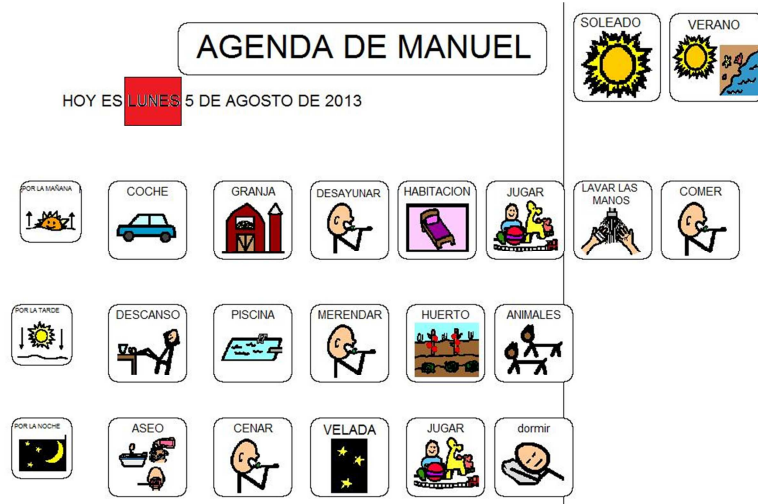 AGENDA DE MANUEL
SOLEADO
VERANO
HOY ES LUNES 5 DE AGOSTO DE 2013
POR LA MAÑANA
COCHE
GRANJA
DESAYUNAR
HABITACION
JUGAR
LAVAR LAS
MANOS
COMER
POR LA TARDE
DESCANSO
PISCINA
MERENDAR
HUERTO
ANIMALES
POR LA NOCHE
ASEO
CENAR
VELADA
JUGAR
dormir